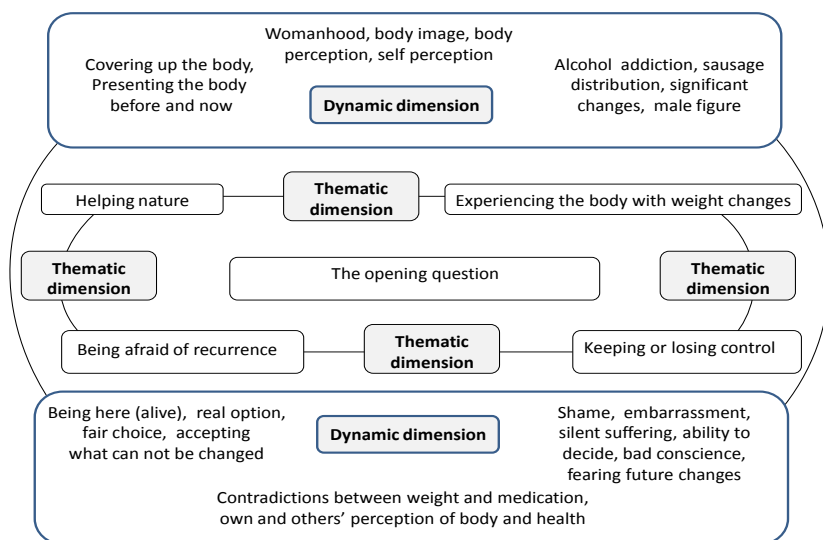 Womanhood, body image, body
perception, self perception
Covering up the body,
Presenting the body
before and now
Dynamic dimension
Alcohol addiction, sausage
distribution, significant
changes, male figure
Helping nature
Thematic
dimension
Experiencing the body with weight changes
Thematic
dimension
The opening question
Thematic
dimension
Being afraid of recurrence
Thematic
dimension
Keeping or losing control
Being here (alive), real option,
fair choice, accepting
what can not be changed
Dynamic dimension
Shame, embarrassment,
silent suffering, ability to
decide, bad conscience,
fearing future changes
Contradictions between weight and medication,
own and others’ perception of body and health